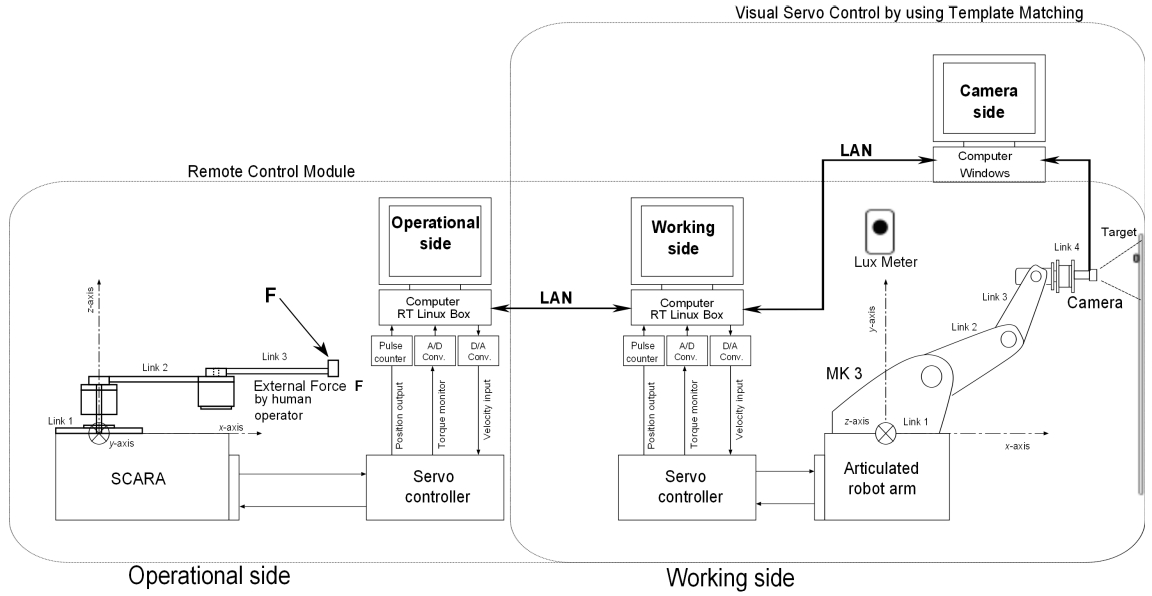 Visual Servo Control by using Template Matching
Camera
side
Computer
Windows
LAN
Remote Control Module
Operational
side
Computer
RT Linux Box
Pulse
counter
A/D
Conv.
D/A
Conv.
Position output
Torque monitor
Velocity input
Servo
controller
z-axis
F
Link 3
Link 2
External Force F
by human
operator
Link 1
x-axis
y-axis
SCARA
Operational side
LAN
Working
side
Computer
RT Linux Box
Pulse
counter
A/D
Conv.
D/A
Conv.
Position output
Torque monitor
Velocity input
Servo
controller
Lux Meter
y-axis
Target
Link 4
Camera
Link 3
Link 2
MK 3
z-axis
Link 1
x-axis
Articulated
robot arm
Working side